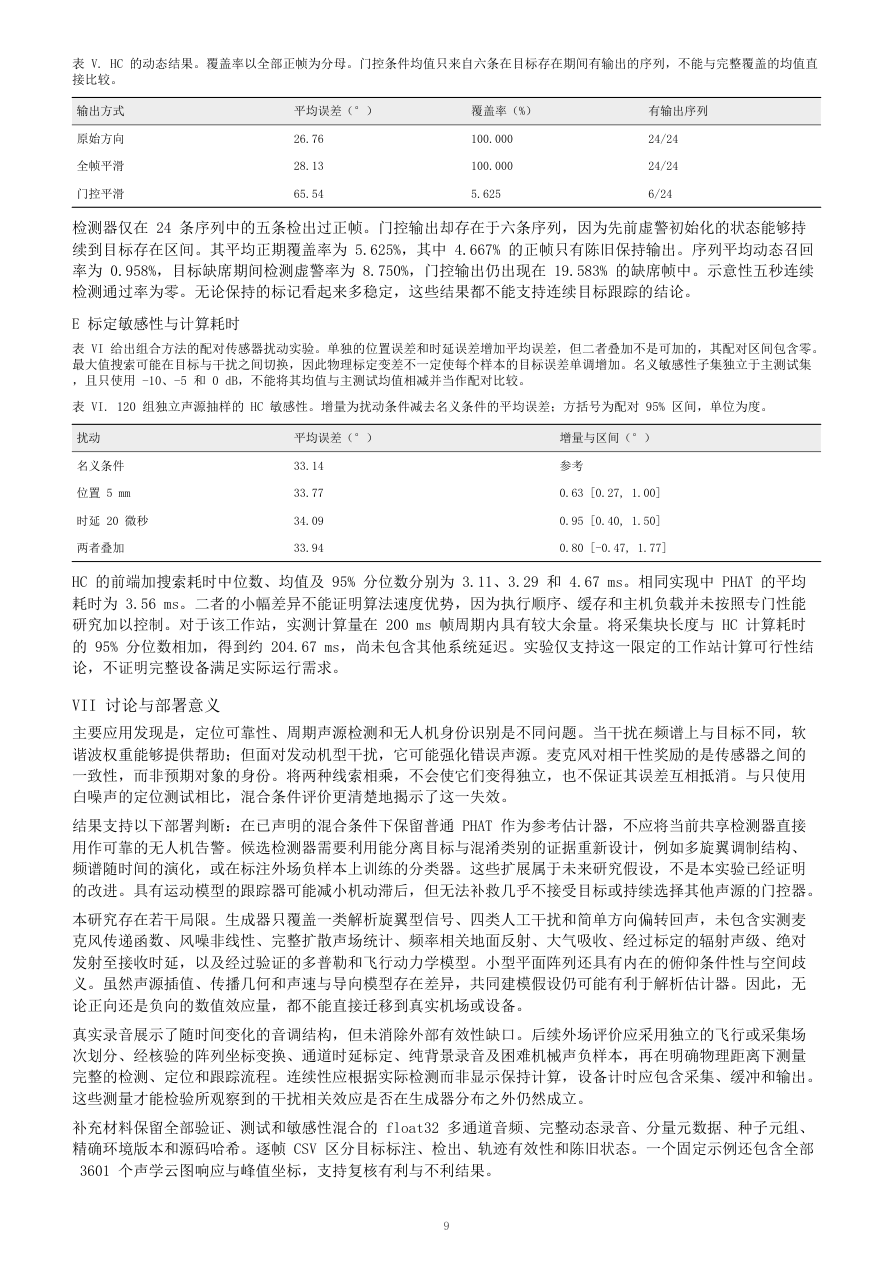 表 V. HC 的动态结果。覆盖率以全部正帧为分母。门控条件均值只来自六条在目标存在期间有输出的序列，不能与完整覆盖的均值直
接比较。
输出方式 平均误差（°） 覆盖率（%） 有输出序列
原始方向 26.76 100.000 24/24
全帧平滑 28.13 100.000 24/24
门控平滑 65.54 5.625 6/24
检测器仅在 24 条序列中的五条检出过正帧。门控输出却存在于六条序列，因为先前虚警初始化的状态能够持
续到目标存在区间。其平均正期覆盖率为 5.625%，其中 4.667% 的正帧只有陈旧保持输出。序列平均动态召回
率为 0.958%，目标缺席期间检测虚警率为 8.750%，门控输出仍出现在 19.583% 的缺席帧中。示意性五秒连续
检测通过率为零。无论保持的标记看起来多稳定，这些结果都不能支持连续目标跟踪的结论。
E 标定敏感性与计算耗时
表 VI 给出组合方法的配对传感器扰动实验。单独的位置误差和时延误差增加平均误差，但二者叠加不是可加的，其配对区间包含零。
最大值搜索可能在目标与干扰之间切换，因此物理标定变差不一定使每个样本的目标误差单调增加。名义敏感性子集独立于主测试集
，且只使用 -10、-5 和 0 dB，不能将其均值与主测试均值相减并当作配对比较。
表 VI. 120 组独立声源抽样的 HC 敏感性。增量为扰动条件减去名义条件的平均误差；方括号为配对 95% 区间，单位为度。
扰动 平均误差（°） 增量与区间（°）
名义条件 33.14 参考
位置 5 mm 33.77 0.63 [0.27, 1.00]
时延 20 微秒 34.09 0.95 [0.40, 1.50]
两者叠加 33.94 0.80 [-0.47, 1.77]
HC 的前端加搜索耗时中位数、均值及 95% 分位数分别为 3.11、3.29 和 4.67 ms。相同实现中 PHAT 的平均
耗时为 3.56 ms。二者的小幅差异不能证明算法速度优势，因为执行顺序、缓存和主机负载并未按照专门性能
研究加以控制。对于该工作站，实测计算量在 200 ms 帧周期内具有较大余量。将采集块长度与 HC 计算耗时
的 95% 分位数相加，得到约 204.67 ms，尚未包含其他系统延迟。实验仅支持这一限定的工作站计算可行性结
论，不证明完整设备满足实际运行需求。
VII 讨论与部署意义
主要应用发现是，定位可靠性、周期声源检测和无人机身份识别是不同问题。当干扰在频谱上与目标不同，软
谐波权重能够提供帮助；但面对发动机型干扰，它可能强化错误声源。麦克风对相干性奖励的是传感器之间的
一致性，而非预期对象的身份。将两种线索相乘，不会使它们变得独立，也不保证其误差互相抵消。与只使用
白噪声的定位测试相比，混合条件评价更清楚地揭示了这一失效。
结果支持以下部署判断：在已声明的混合条件下保留普通 PHAT 作为参考估计器，不应将当前共享检测器直接
用作可靠的无人机告警。候选检测器需要利用能分离目标与混淆类别的证据重新设计，例如多旋翼调制结构、
频谱随时间的演化，或在标注外场负样本上训练的分类器。这些扩展属于未来研究假设，不是本实验已经证明
的改进。具有运动模型的跟踪器可能减小机动滞后，但无法补救几乎不接受目标或持续选择其他声源的门控器。
本研究存在若干局限。生成器只覆盖一类解析旋翼型信号、四类人工干扰和简单方向偏转回声，未包含实测麦
克风传递函数、风噪非线性、完整扩散声场统计、频率相关地面反射、大气吸收、经过标定的辐射声级、绝对
发射至接收时延，以及经过验证的多普勒和飞行动力学模型。小型平面阵列还具有内在的俯仰条件性与空间歧
义。虽然声源插值、传播几何和声速与导向模型存在差异，共同建模假设仍可能有利于解析估计器。因此，无
论正向还是负向的数值效应量，都不能直接迁移到真实机场或设备。
真实录音展示了随时间变化的音调结构，但未消除外部有效性缺口。后续外场评价应采用独立的飞行或采集场
次划分、经核验的阵列坐标变换、通道时延标定、纯背景录音及困难机械声负样本，再在明确物理距离下测量
完整的检测、定位和跟踪流程。连续性应根据实际检测而非显示保持计算，设备计时应包含采集、缓冲和输出。
这些测量才能检验所观察到的干扰相关效应是否在生成器分布之外仍然成立。
补充材料保留全部验证、测试和敏感性混合的 float32 多通道音频、完整动态录音、分量元数据、种子元组、
精确环境版本和源码哈希。逐帧 CSV 区分目标标注、检出、轨迹有效性和陈旧状态。一个固定示例还包含全部
3601 个声学云图响应与峰值坐标，支持复核有利与不利结果。
9